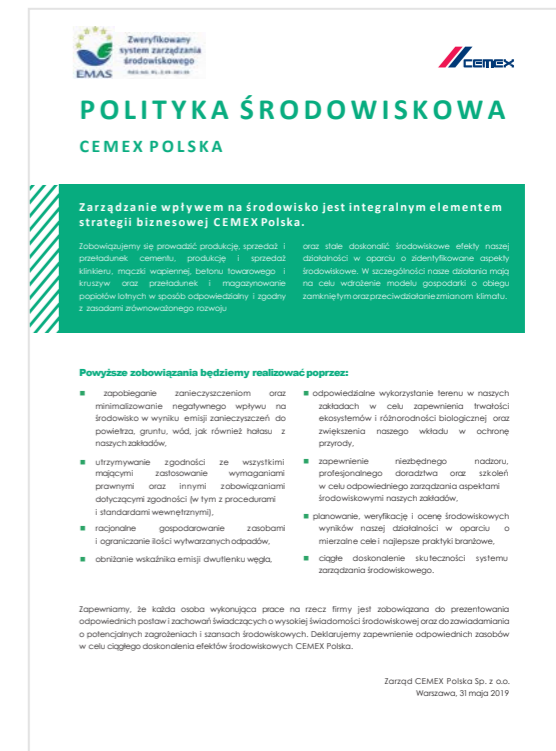 Zweryfikowany
system zarządzania
środowiskowego
EMAS
CEMEX
POLITYKA ŚRODOWISKOWA
CEMEX POLSKA
Zarządzanie wpływem na środowisko jest integralnym elementem
strategii biznesowej CEMEX Polska.
Zobowiązujemy się prowadzić produkcję, sprzedaż i
przeładunek cementu, produkcję i sprzedaż
klinkieru, mączki wapiennej, betonu towarowego i
kruszyw oraz przeładunek i magazynowanie
popiołów lotnych w sposób odpowiedzialny i zgodny
z zasadami zrównoważonego rozwoju
oraz stale doskonalić środowiskowe efekty naszej
działalności w oparciu o zidentyfikowane aspekty
środowiskowe. W szczególności nasze działania mają
na celu wdrożenie modelu gospodarki o obiegu
zamkniętym oraz przeciwdziałanie zmianom klimatu.
Powyższe zobowiązania będziemy realizować poprzez:
zapobieganie zanieczyszczeniom oraz
minimalizowanie negatywnego wpływu na
środowisko w wyniku emisji zanieczyszczeń do
powietrza, gruntu, wód, jak również hałasu z
naszych zakładów,
utrzymywanie zgodności ze wszystkimi
mającymi zastosowanie wymaganiami
prawnymi oraz innymi zobowiązaniami
dotyczącymi zgodności (w tym z procedurami
i standardami wewnętrznymi),
racjonalne gospodarowanie zasobami
i ograniczanie ilości wytwarzanych odpadów,
obniżanie wskaźnika emisji dwutlenku węgla,
odpowiedzialne wykorzystanie terenu w naszych
zakładach w celu zapewnienia trwałości
ekosystemów i różnorodności biologicznej oraz
zwiększenia naszego wkładu w ochronę
przyrody,
zapewnienie niezbędnego nadzoru,
profesjonalnego doradztwa oraz szkoleń
w celu odpowiedniego zarządzania aspektami
środowiskowymi naszych zakładów,
planowanie, weryfikację i ocenę środowiskowych
wyników naszej działalności w oparciu o
mierzalne cele i najlepsze praktyki branżowe,
ciągłe doskonalenie skuteczności systemu
zarządzania środowiskowego.
Zapewniamy, że każda osoba wykonująca prace na rzecz firmy jest zobowiązana do prezentowania
odpowiednich postaw i zachowań świadczących o wysokiej świadomości środowiskowej oraz do zawiadamiania
o potencjalnych zagrożeniach i szansach środowiskowych. Deklarujemy zapewnienie odpowiednich zasobów
w celu ciągłego doskonalenia efektów środowiskowych CEMEX Polska.
Zarząd CEMEX Polska Sp. z o.o.
Warszawa, 31 maja 2019